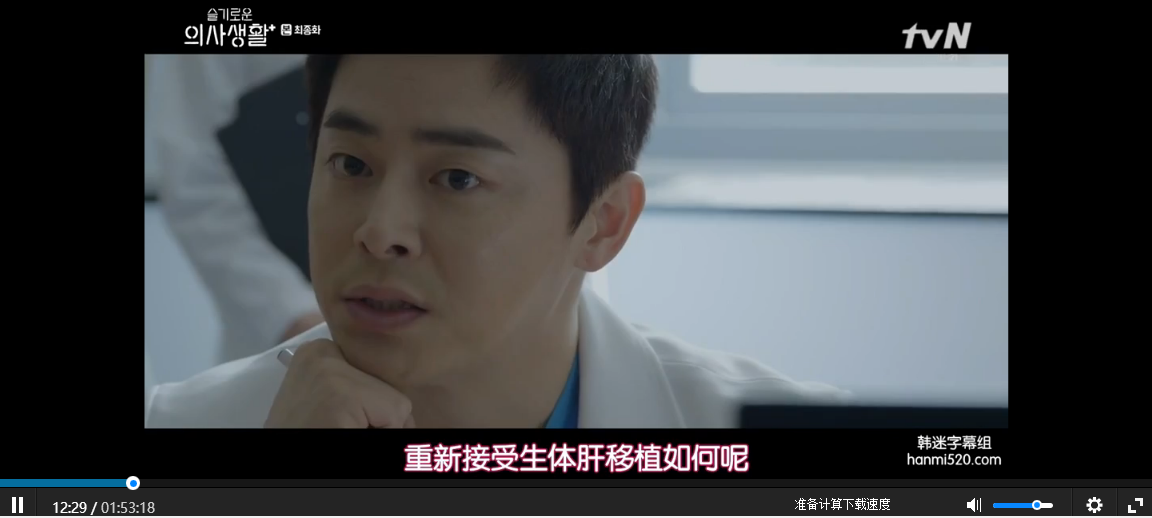 슬기로운
의사생활+ 본 최종화
tvN
重新接受生体肝移植如何呢
韩迷字幕组
hanmi520.com
12:29 / 01:53:18
准备计算下载速度